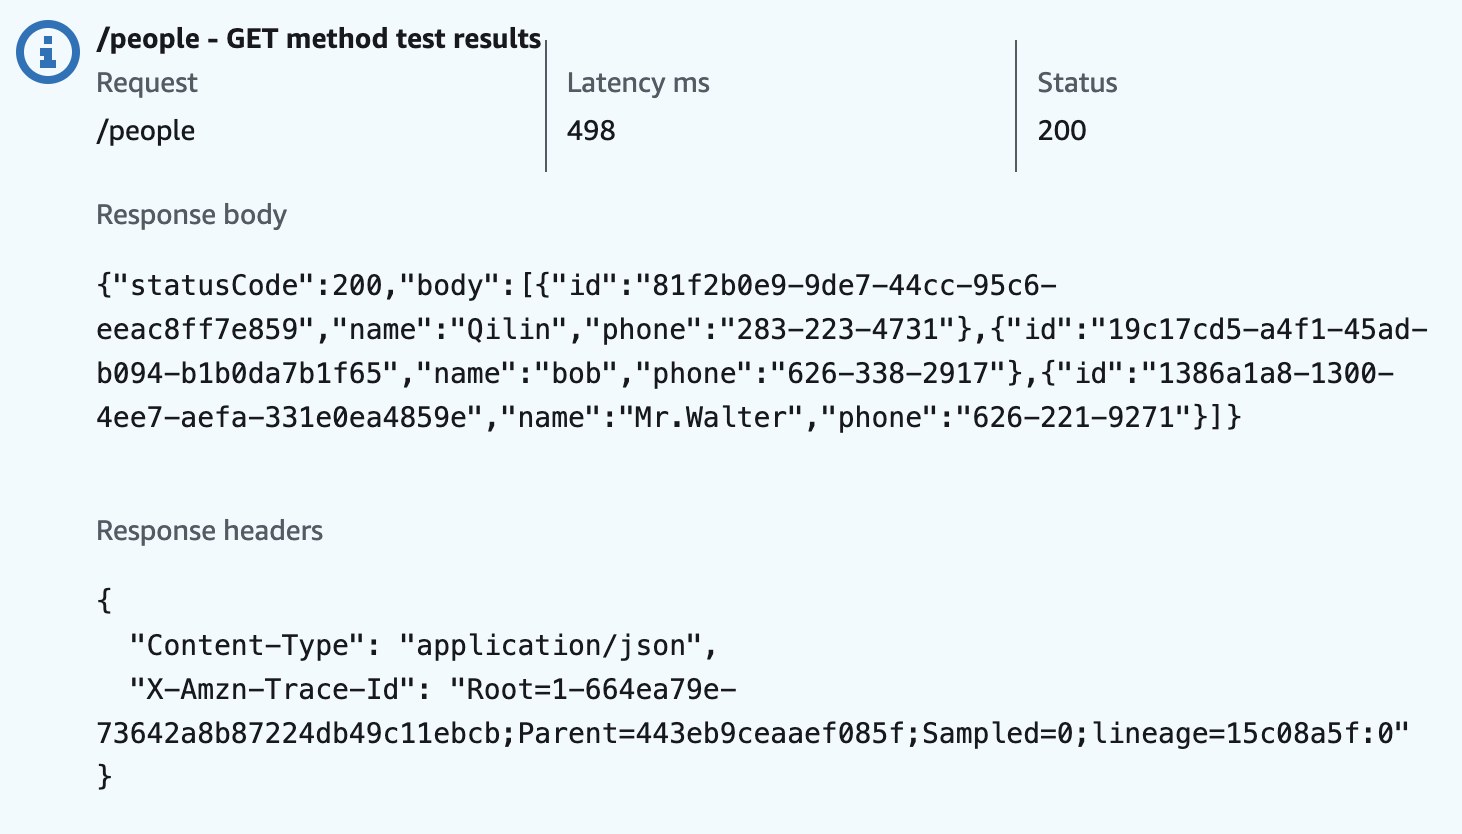 /people - GET method test results
Request
/people
Latency ms
498
Status
200
Response body
{"statusCode":200,"body":[{"id":"81f2b0e9-9de7-44cc-95c6-
eeac8ff7e859","name":"Qilin","phone":"283-223-4731"},{"id":"19c17cd5-a4f1-45ad-
b094-b1b0da7b1f65","name":"bob","phone":"626-338-2917"},{"id":"1386a1a8-1300-
4ee7-aefa-331e0ea4859e","name":"Mr.Walter","phone":"626-221-9271"}]}
Response headers
{
  "Content-Type": "application/json",
  "X-Amzn-Trace-Id": "Root=1-664ea79e-
73642a8b87224db49c11ebcb;Parent=443eb9ceaaef085f;Sampled=0;lineage=15c08a5f:0"
}